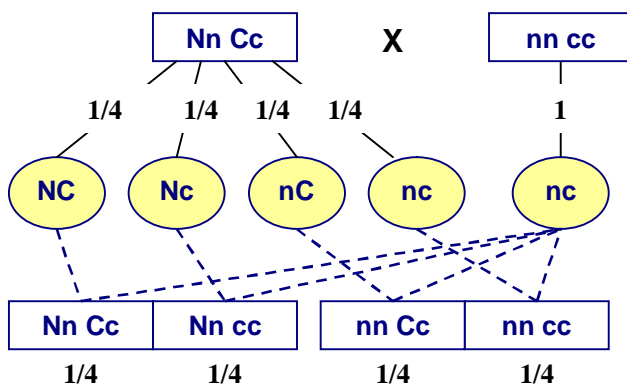 Nn Cc X nn cc
1/4 1/4 1/4 1/4 1
NC Nc nC nc nc
Nn Cc Nn cc nn Cc nn cc
1/4 1/4 1/4 1/4